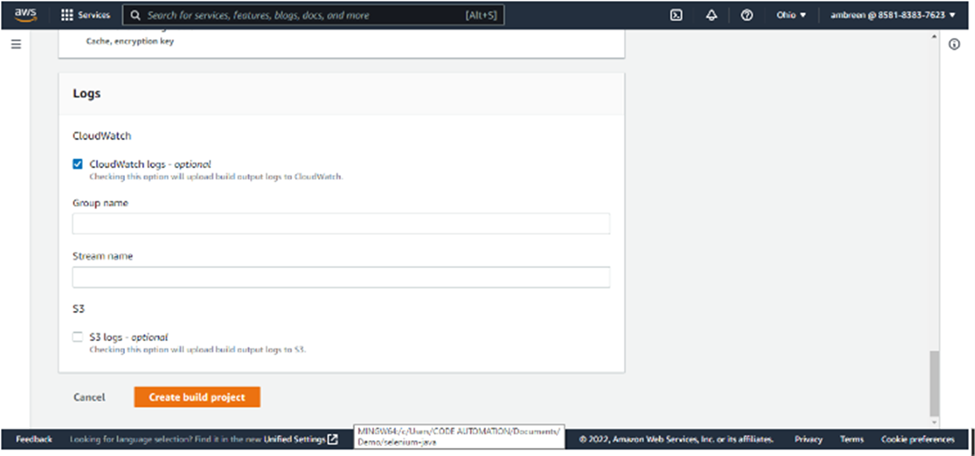 aws Services Search for services, features, blogs, docs, and more [Alt+S] Ohio ▼ ambreen @ 8581-8383-7623 ▼
Cache, encryption key
Logs
CloudWatch
CloudWatch logs - optional
Checking this option will upload build output logs to CloudWatch.
Group name
Stream name
S3
S3 logs - optional
Checking this option will upload build output logs to S3.
Cancel Create build project
Feedback Looking for language selection? Find it in the new Unified Settings © 2022, Amazon Web Services, Inc. or its affiliates. Privacy Terms Cookie preferences
MINGW64:/c/Users/CODE AUTOMATION/Documents/
Demo/selenium-java